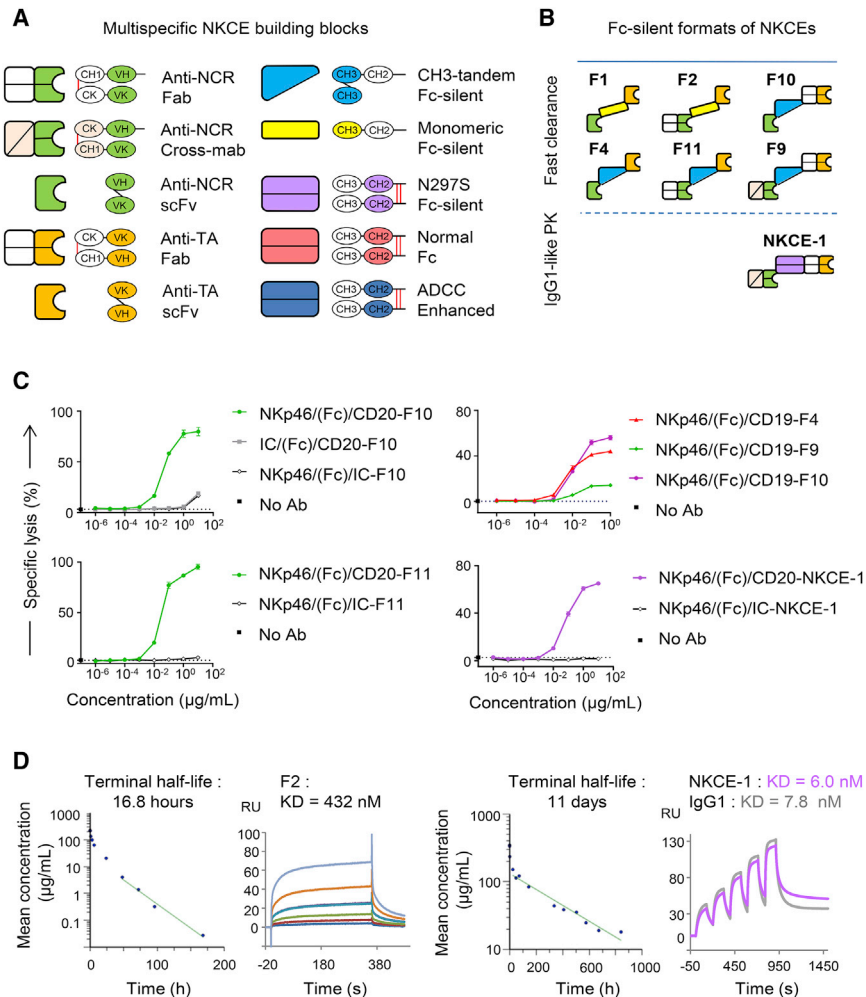 A
Multispecific NKCE building blocks
CH1 VH
CK VK
Anti-NCR
Fab
CK VH
CH1 VK
Anti-NCR
Cross-mab
VH
VK
Anti-NCR
scFv
CK VK
CH1 VH
Anti-TA
Fab
VK
VH
Anti-TA
scFv
CH3 CH2
CH3
CH3-tandem
Fc-silent
CH3 CH2
Monomeric
Fc-silent
CH3 CH2
CH3 CH2
N297S
Fc-silent
CH3 CH2
CH3 CH2
Normal
Fc
CH3 CH2
CH3 CH2
ADCC
Enhanced
B
Fc-silent formats of NKCEs
Fast clearance
F1 F2 F10
F4 F11 F9
IgG1-like PK
NKCE-1
C
Specific lysis (%)
100
50
0
10-6 10-4 10-2 100 102
NKp46/(Fc)/CD20-F10
IC/(Fc)/CD20-F10
NKp46/(Fc)/IC-F10
No Ab
80
40
0
10-6 10-4 10-2 100
NKp46/(Fc)/CD19-F4
NKp46/(Fc)/CD19-F9
NKp46/(Fc)/CD19-F10
No Ab
100
50
0
10-6 10-4 10-2 100 102
Concentration (µg/mL)
NKp46/(Fc)/CD20-F11
NKp46/(Fc)/IC-F11
No Ab
80
40
0
10-6 10-4 10-2 100 102
Concentration (µg/mL)
NKp46/(Fc)/CD20-NKCE-1
NKp46/(Fc)/IC-NKCE-1
No Ab
D
Terminal half-life :
16.8 hours
Mean concentration
(µg/mL)
1000
100
10
1
0.1
0 100 200
Time (h)
F2 :
KD = 432 nM
RU
100
80
60
40
20
0
-20
-20 180 380
Time (s)
Terminal half-life :
11 days
Mean concentration
(µg/mL)
1000
100
10
0 200 400 600 800 1000
Time (h)
NKCE-1 : KD = 6.0 nM
IgG1 : KD = 7.8 nM
RU
130
80
30
-20
-50 450 950 1450
Time (s)